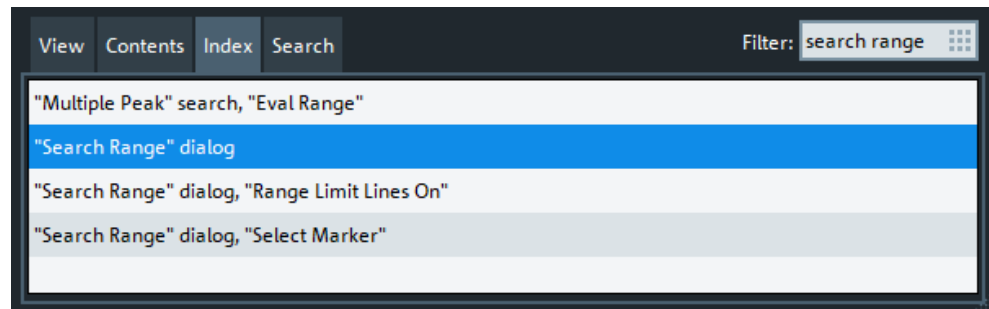 View Contents Index Search Filter: search range
"Multiple Peak" search, "Eval Range"
"Search Range" dialog
"Search Range" dialog, "Range Limit Lines On"
"Search Range" dialog, "Select Marker"